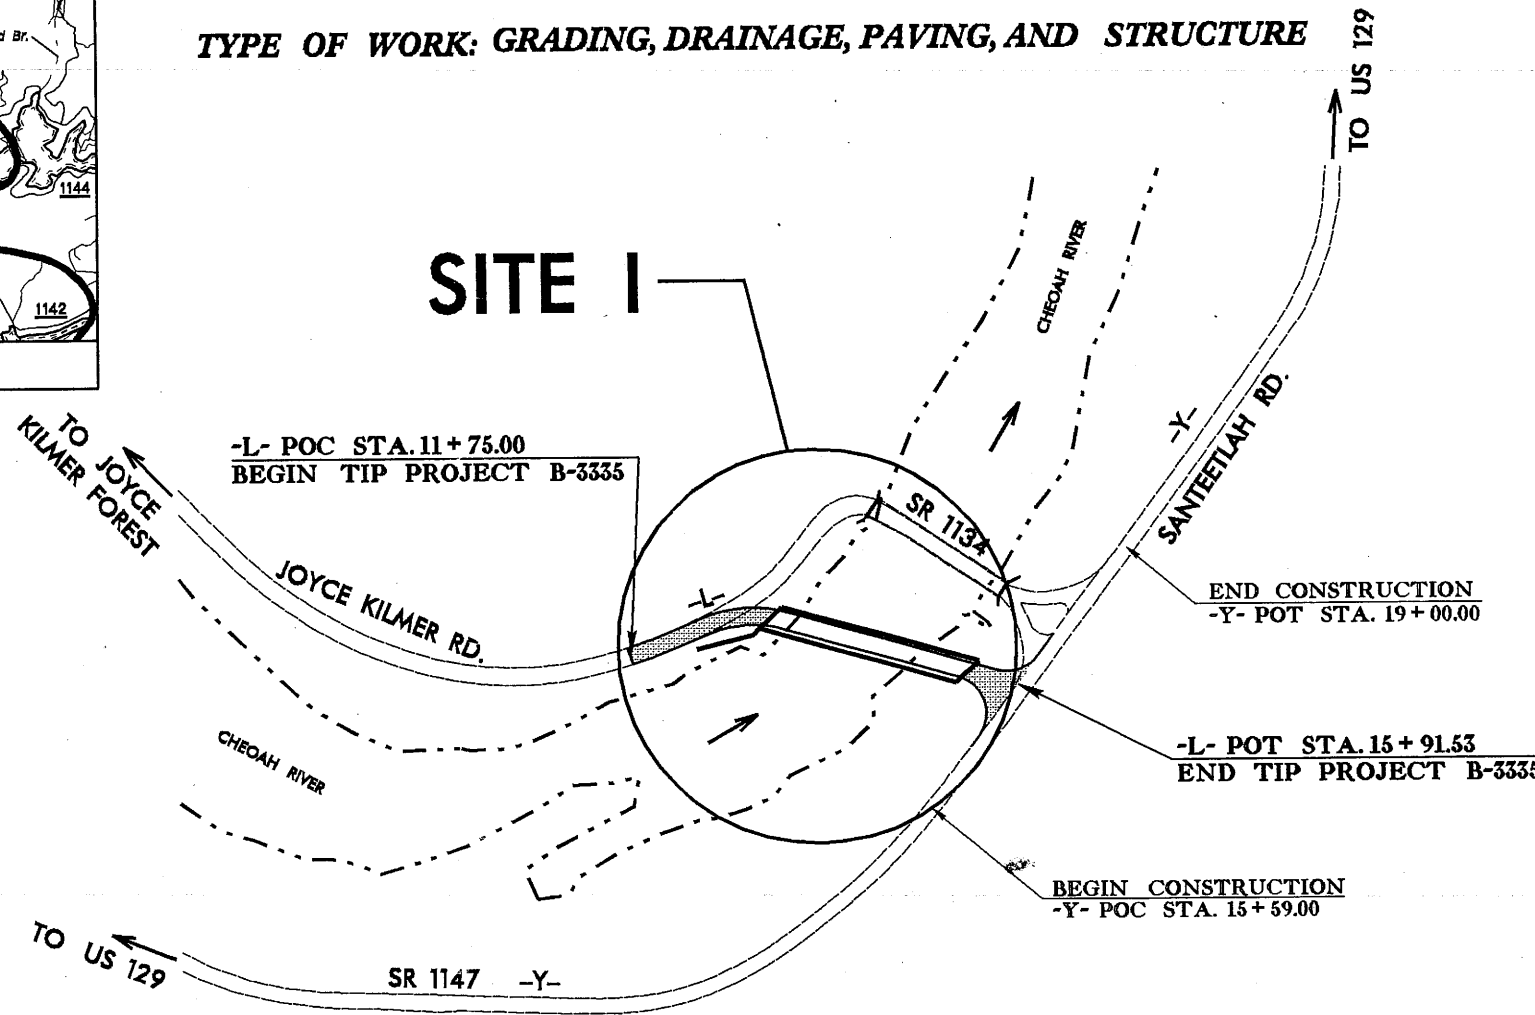 TYPE OF WORK: GRADING, DRAINAGE, PAVING, AND STRUCTURE
TO US 129
Br.
1144
1142
SITE 1
CHEOAH RIVER
-L- POC STA. 11+75.00
BEGIN TIP PROJECT B-3335
TO JOYCE
KILMER FOREST
SR 1134
-Y-
SANTEETLAH RD.
JOYCE KILMER RD.
-L-
END CONSTRUCTION
-Y- POT STA. 19+00.00
CHEOAH RIVER
-L- POT STA. 15+91.53
END TIP PROJECT B-3335
BEGIN CONSTRUCTION
-Y- POC STA. 15+59.00
TO US 129
SR 1147 -Y-